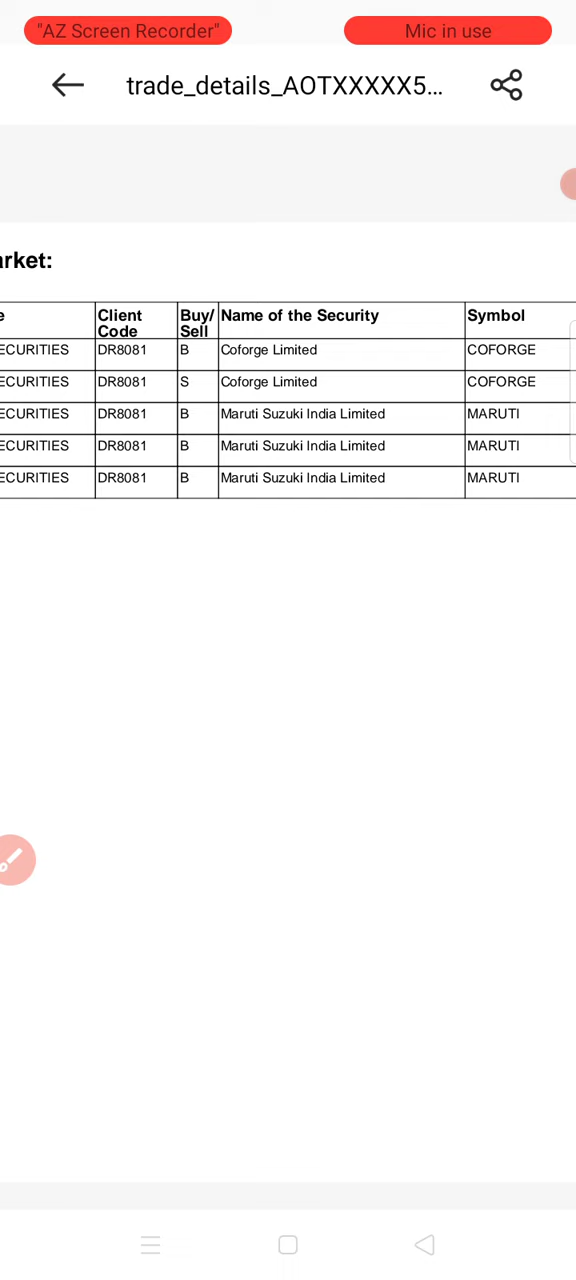 "AZ Screen Recorder" Mic in use
trade_details_AOTXXXXX5...
arket:
e Client Code Buy/ Sell Name of the Security Symbol
ECURITIES DR8081 B Coforge Limited COFORGE
ECURITIES DR8081 S Coforge Limited COFORGE
ECURITIES DR8081 B Maruti Suzuki India Limited MARUTI
ECURITIES DR8081 B Maruti Suzuki India Limited MARUTI
ECURITIES DR8081 B Maruti Suzuki India Limited MARUTI